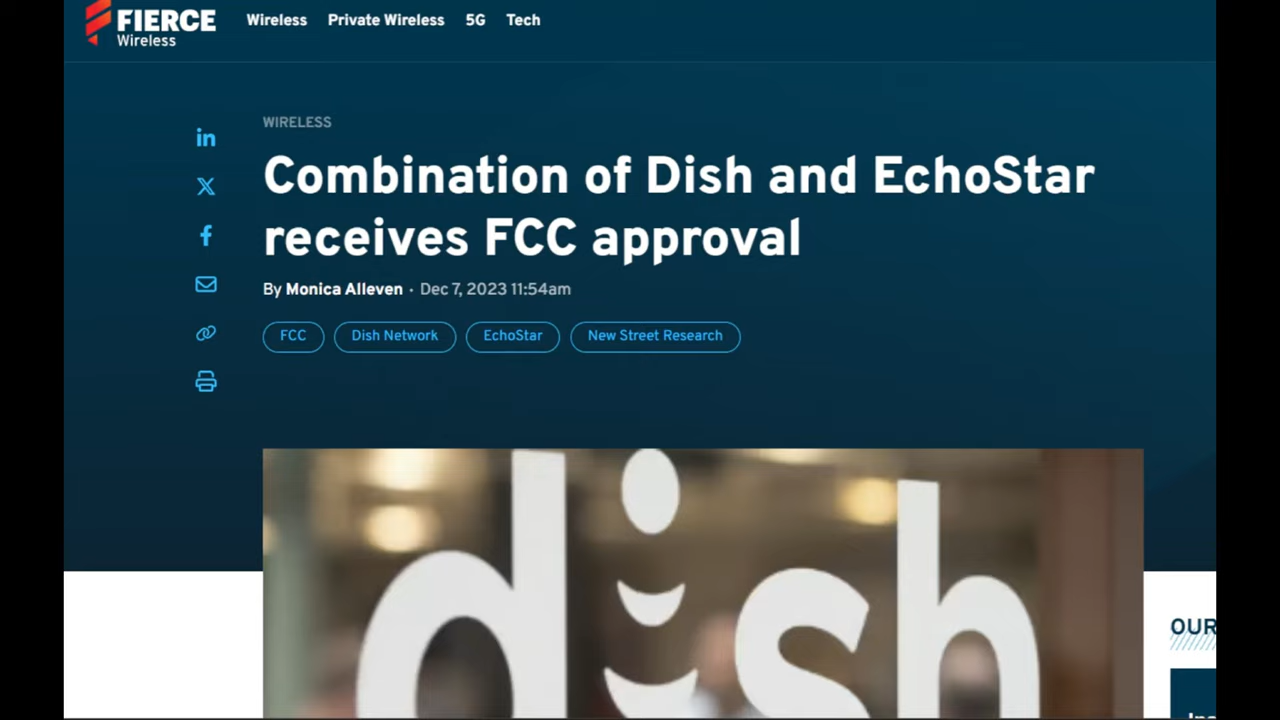 FIERCE
Wireless
Wireless Private Wireless 5G Tech
WIRELESS
Combination of Dish and EchoStar
receives FCC approval
By Monica Alleven · Dec 7, 2023 11:54am
FCC Dish Network EchoStar New Street Research
dish
OUR